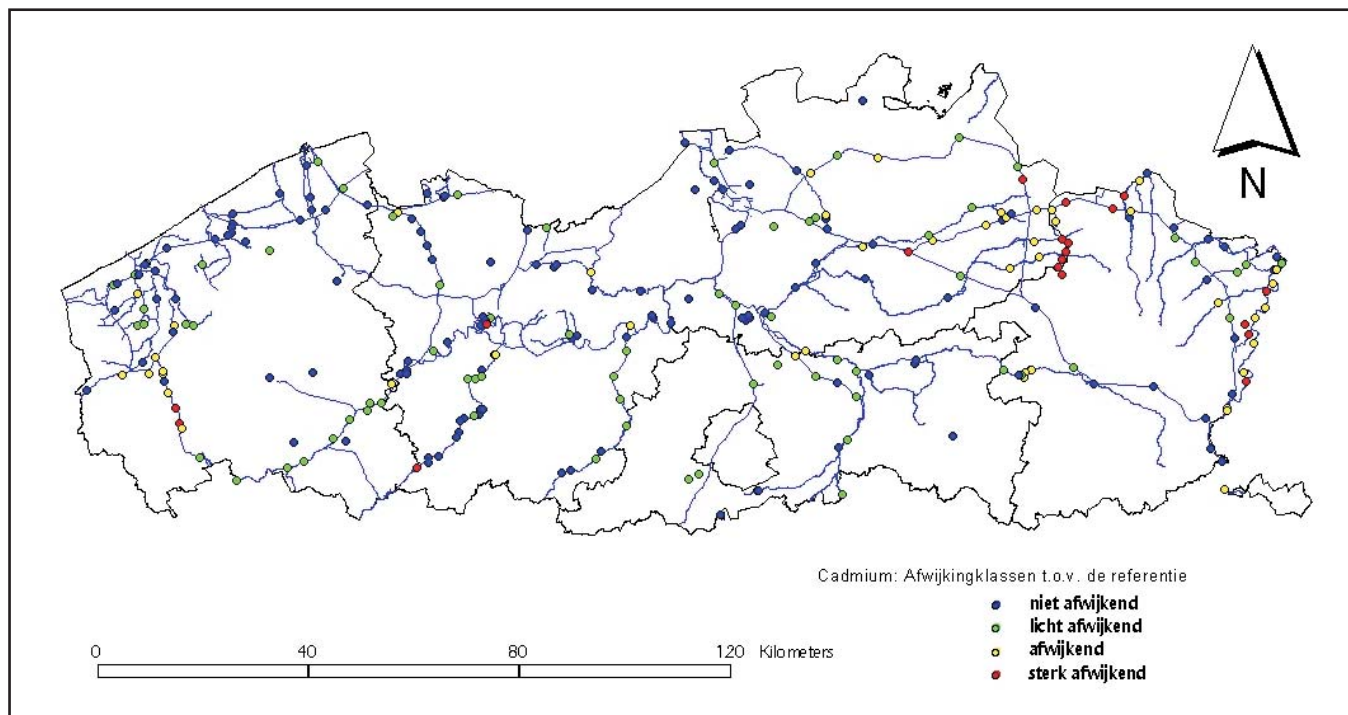 N
Cadmium: Afwijkingklassen t.o.v. de referentie
niet afwijkend
licht afwijkend
afwijkend
sterk afwijkend
0 40 80 120 Kilometers